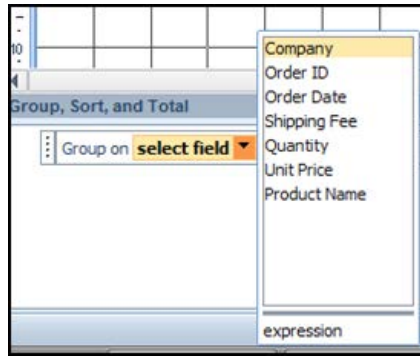 10
Group, Sort, and Total
Group on select field
Company
Order ID
Order Date
Shipping Fee
Quantity
Unit Price
Product Name
expression